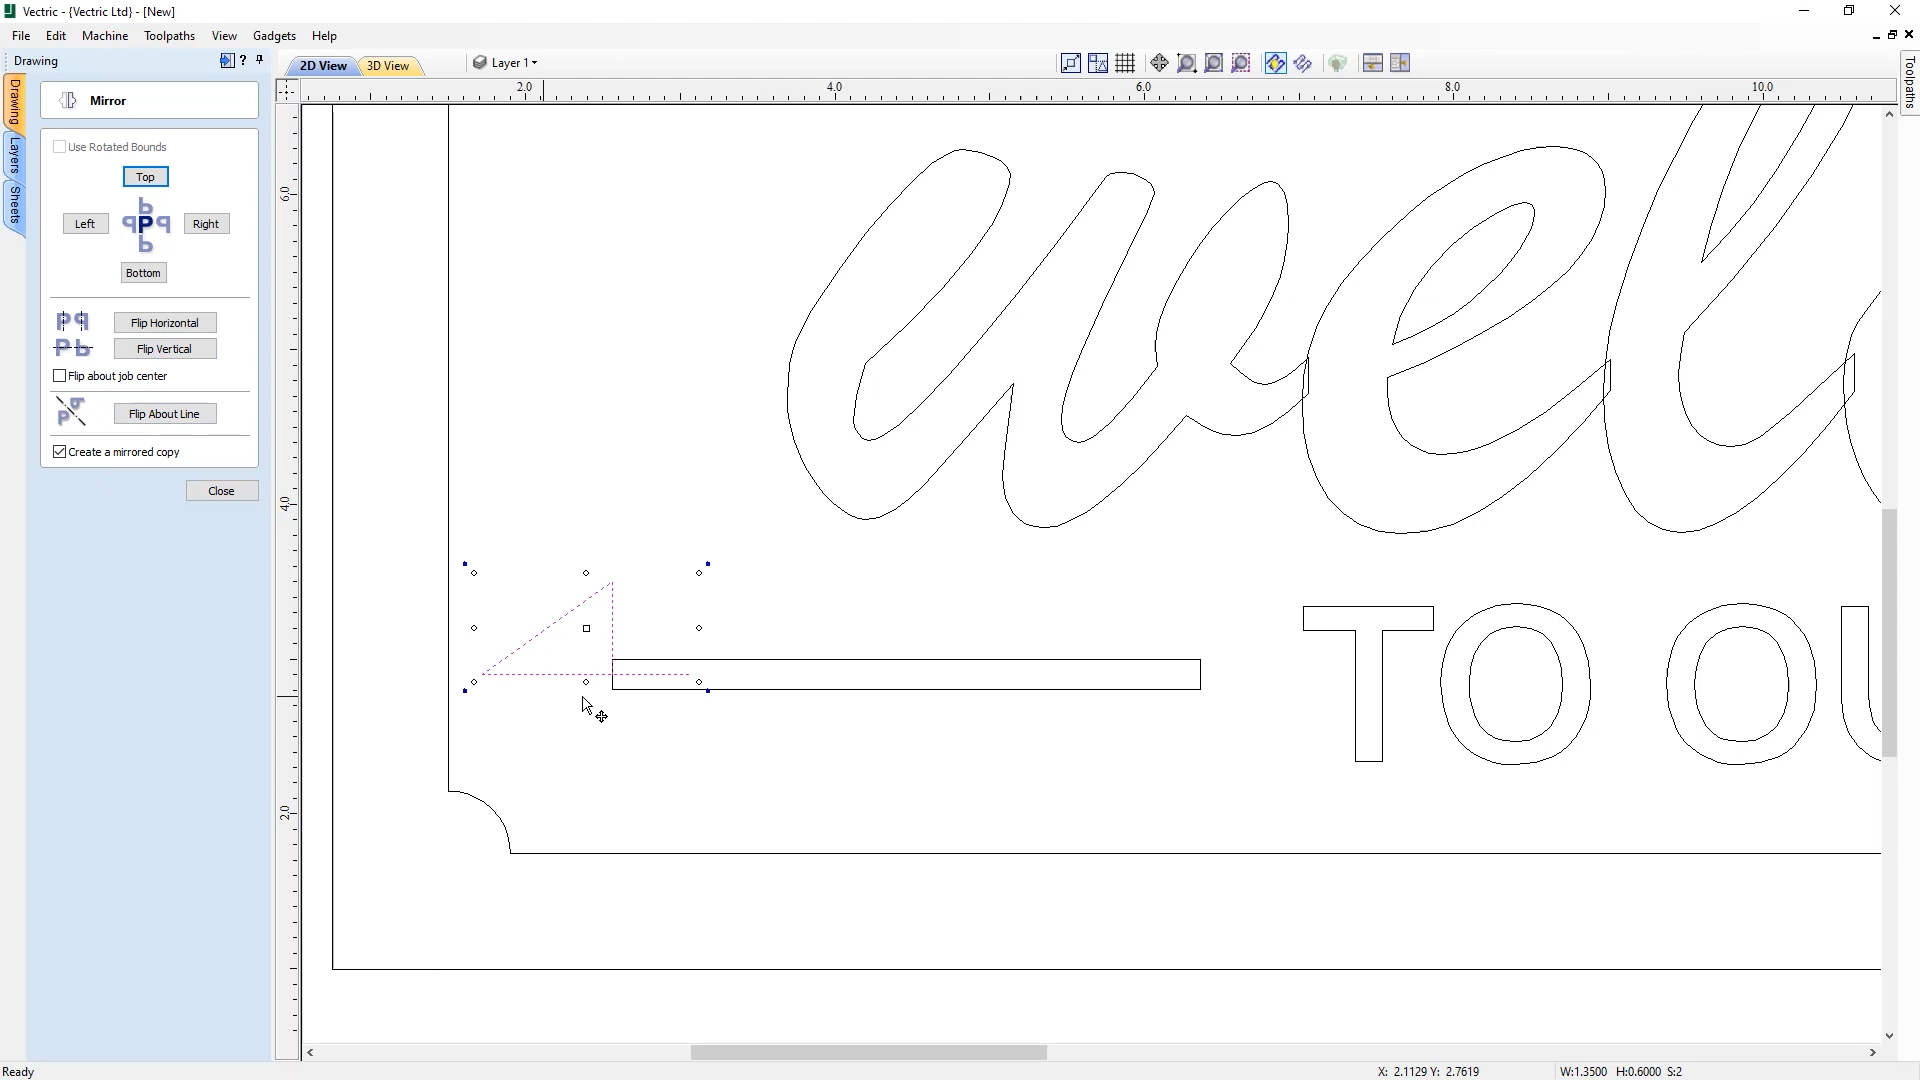 Vectric - {Vectric Ltd} - [New]
File Edit Machine Toolpaths View Gadgets Help
Drawing ?
2D View 3D View Layer 1
Toolpaths
Drawing
Layers
Sheets
Mirror
Use Rotated Bounds
Top
Left Right
Bottom
Flip Horizontal
Flip Vertical
Flip about job center
Flip About Line
Create a mirrored copy
Close
2.0 4.0 6.0 8.0 10.0
6.0
4.0
2.0
wel
TO OU
Ready X: 2.1129 Y: 2.7619 W:1.3500 H:0.6000 S:2